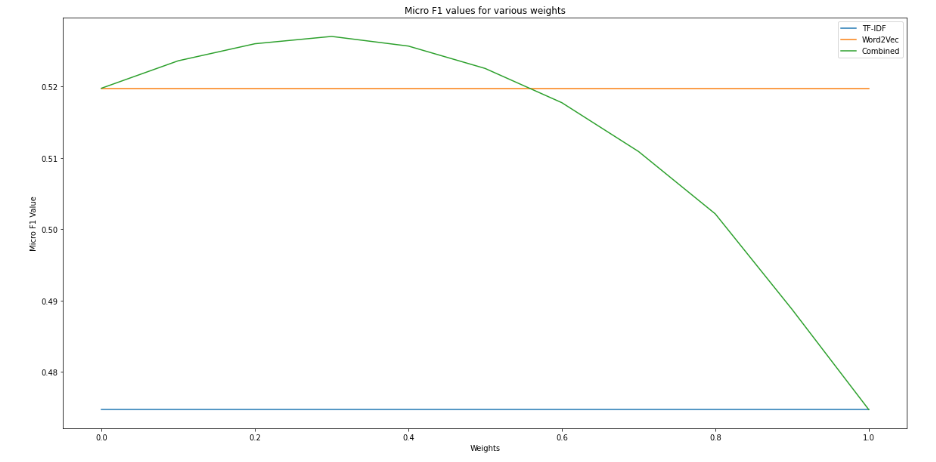 Micro F1 values for various weights
TF-IDF
Word2Vec
Combined
0.52
0.51
0.50
0.49
0.48
Micro F1 Value
0.0 0.2 0.4 0.6 0.8 1.0
Weights